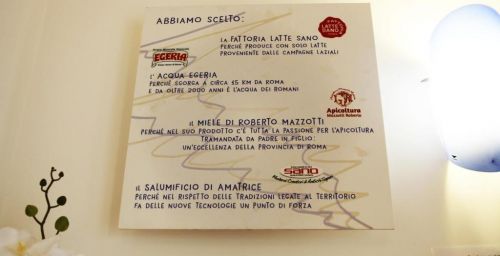 ABBIAMO SCELTO:
LA FATTORIA LATTE SANO
PERCHÉ PRODUCE CON SOLO LATTE
PROVENIENTE DALLE CAMPAGNE LAZIALI
LATTE SANO
EGERIA
L'ACQUA EGERIA
PERCHÉ SGORGA A CIRCA 15 KM DA ROMA
E DA OLTRE 2000 ANNI È L'ACQUA DEI ROMANI
Apicoltura
Mazzotti Roberto
IL MIELE DI ROBERTO MAZZOTTI
PERCHÉ NEL SUO PRODOTTO C'È TUTTA LA PASSIONE PER L'APICOLTURA
TRAMANDATA DA PADRE IN FIGLIO:
UN'ECCELLENZA DELLA PROVINCIA DI ROMA
SANO
IL SALUMIFICIO DI AMATRICE
PERCHÉ NEL RISPETTO DELLE TRADIZIONI LEGATE AL TERRITORIO
FA DELLE NUOVE TECNOLOGIE UN PUNTO DI FORZA